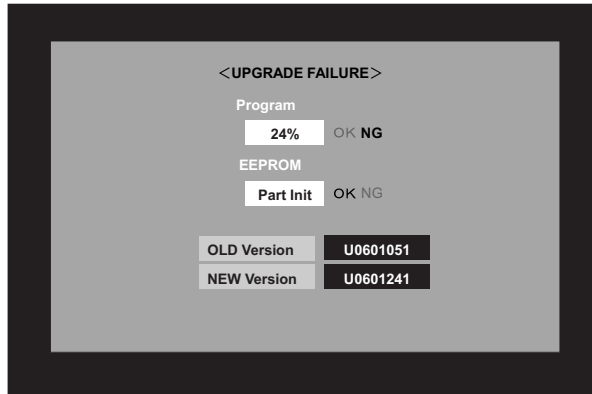 ＜UPGRADE FAILURE＞
Program
24% OK NG
EEPROM
Part Init OK NG
OLD Version U0601051
NEW Version U0601241